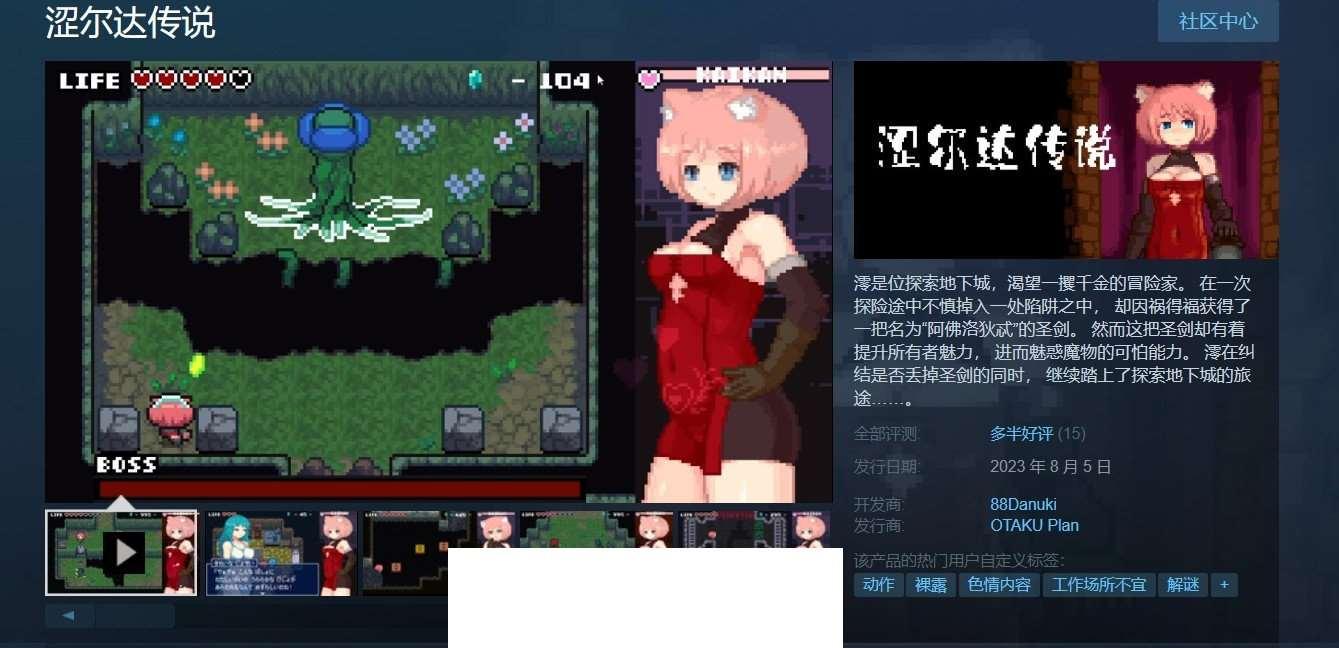 涩尔达传说
社区中心
LIFE
- 104
KAIKAN
BOSS
涩尔达传说
澪是位探索地下城，渴望一攫千金的冒险家。 在一次
探险途中不慎掉入一处陷阱之中， 却因祸得福获得了
一把名为“阿佛洛狄忒”的圣剑。 然而这把圣剑却有着
提升所有者魅力， 进而魅惑魔物的可怕能力。 澪在纠
结是否丢掉圣剑的同时， 继续踏上了探索地下城的旅
途……。
全部评测:
多半好评 (15)
发行日期:
2023 年 8 月 5 日
开发商:
88Danuki
发行商:
OTAKU Plan
该产品的热门用户自定义标签:
动作 裸露 色情内容 工作场所不宜 解谜 +